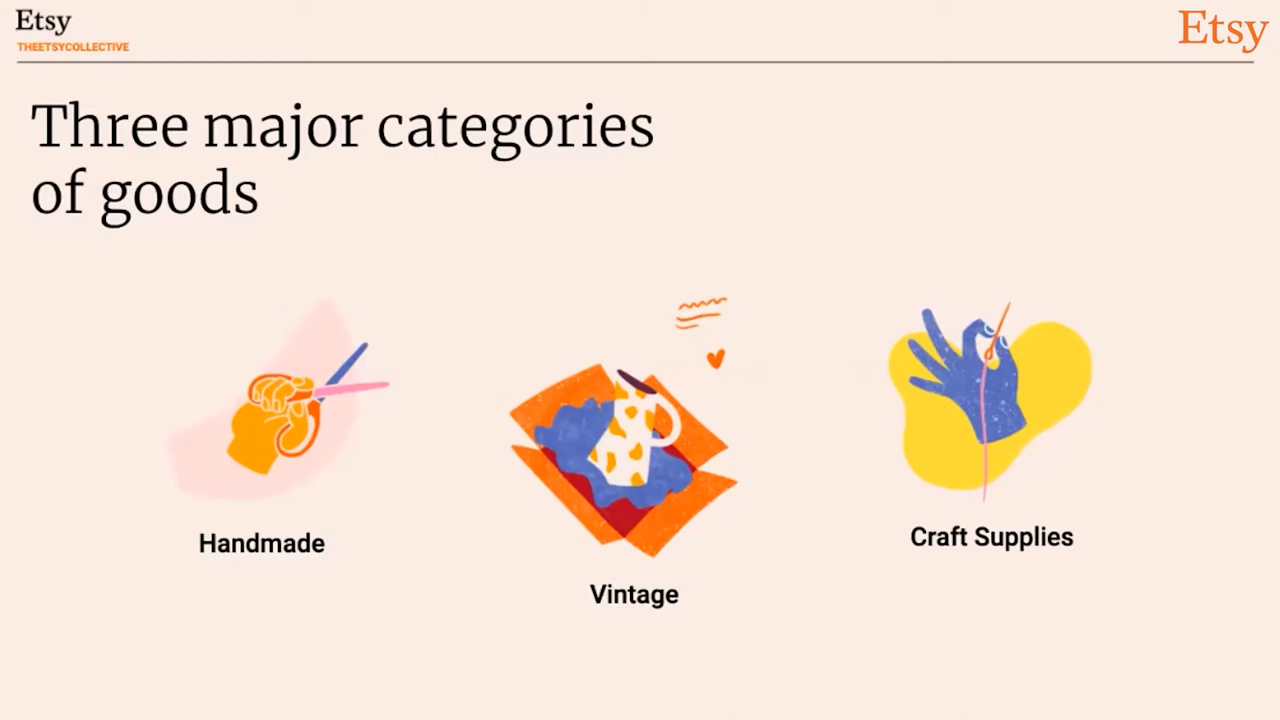 Etsy
THEETSYCOLLECTIVE
Etsy
Three major categories
of goods
Handmade
Vintage
Craft Supplies